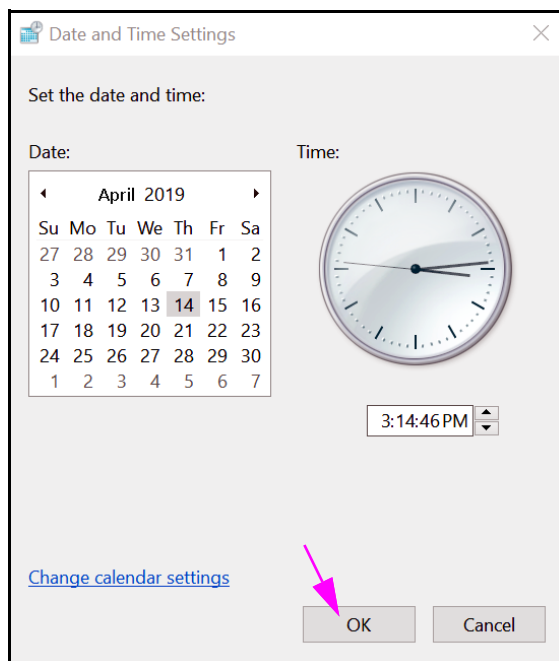 Date and Time Settings
Set the date and time:
Date:
Time:
April 2019
Su Mo Tu We Th Fr Sa
27 28 29 30 31 1 2
3 4 5 6 7 8 9
10 11 12 13 14 15 16
17 18 19 20 21 22 23
24 25 26 27 28 29 30
1 2 3 4 5 6 7
3:14:46 PM
Change calendar settings
OK
Cancel